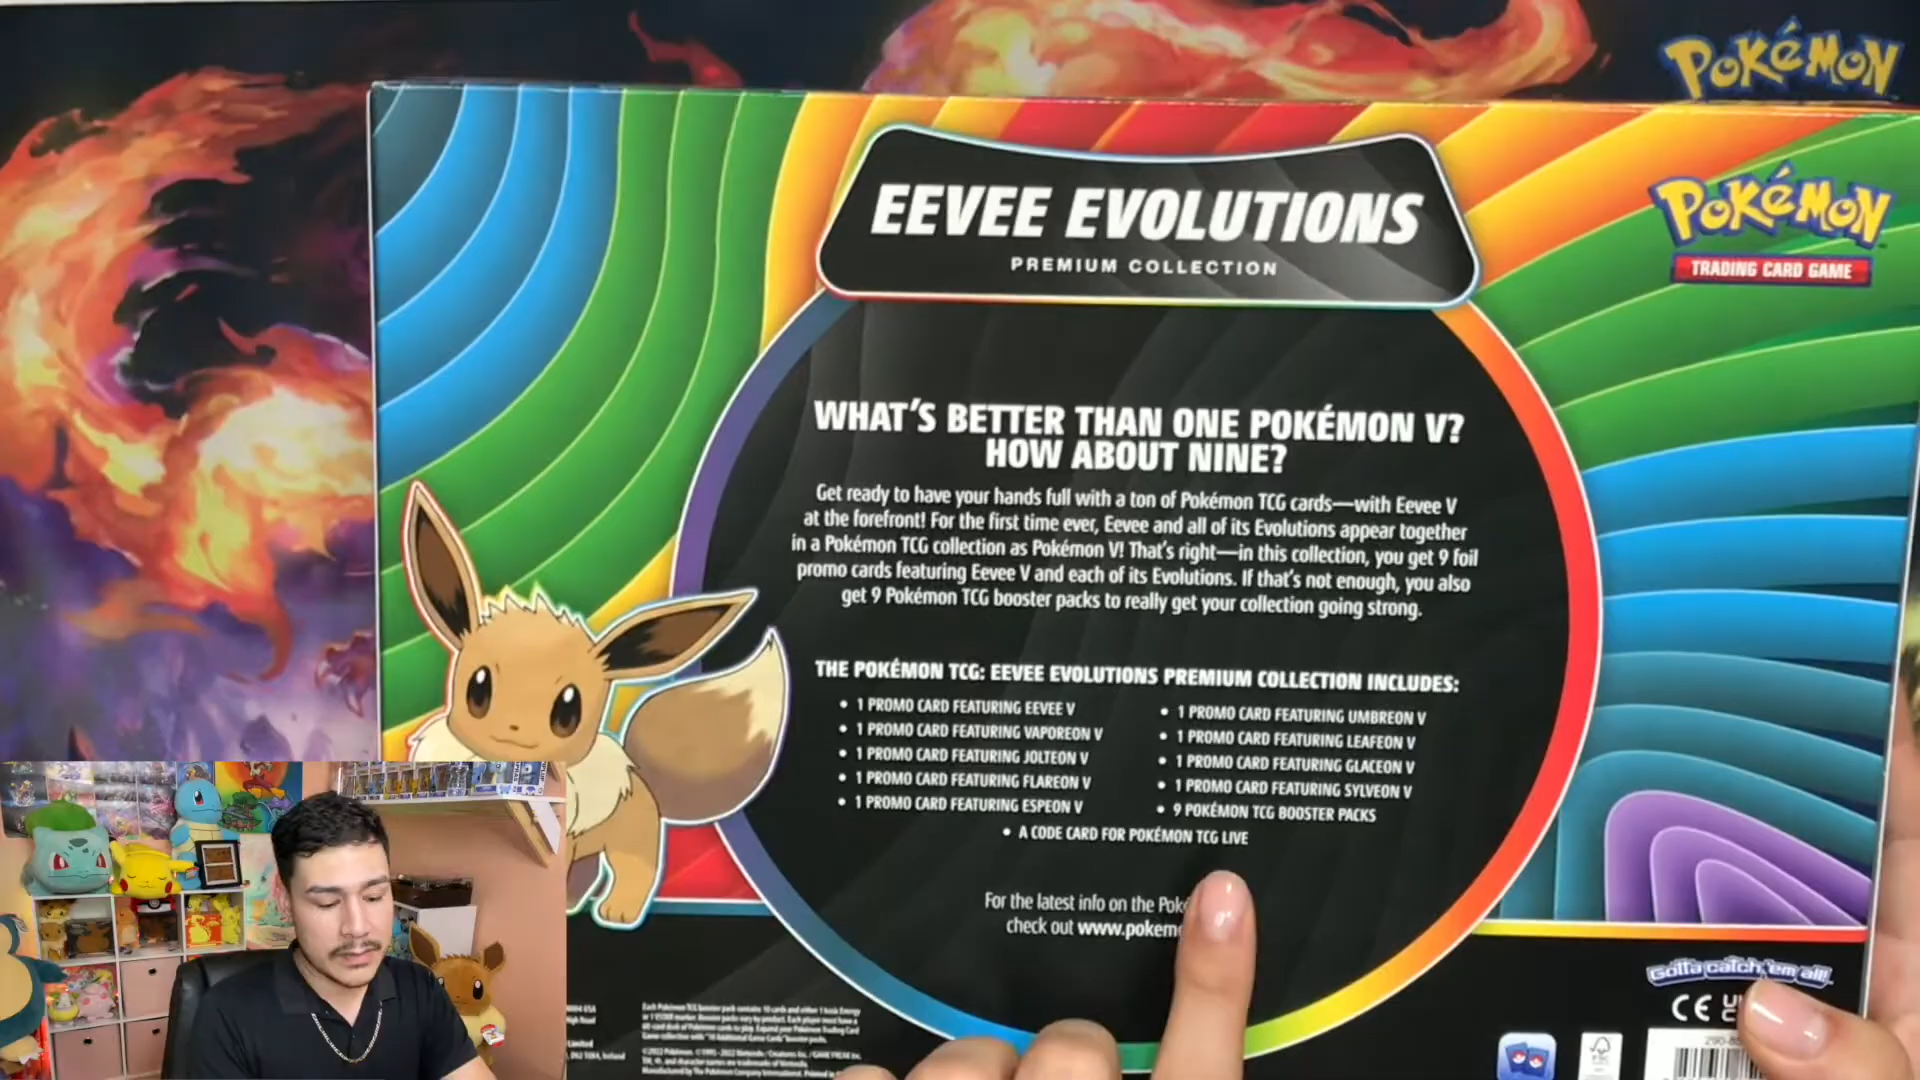 POKÉMON
POKÉMON
TRADING CARD GAME
EEVEE EVOLUTIONS
PREMIUM COLLECTION
WHAT'S BETTER THAN ONE POKÉMON V?
HOW ABOUT NINE?
Get ready to have your hands full with a ton of Pokémon TCG cards—with Eevee V
at the forefront! For the first time ever, Eevee and all of its Evolutions appear together
in a Pokémon TCG collection as Pokémon V! That's right—in this collection, you get 9 foil
promo cards featuring Eevee V and each of its Evolutions. If that's not enough, you also
get 9 Pokémon TCG booster packs to really get your collection going strong.
THE POKÉMON TCG: EEVEE EVOLUTIONS PREMIUM COLLECTION INCLUDES:
• 1 PROMO CARD FEATURING EEVEE V
• 1 PROMO CARD FEATURING VAPOREON V
• 1 PROMO CARD FEATURING JOLTEON V
• 1 PROMO CARD FEATURING FLAREON V
• 1 PROMO CARD FEATURING ESPEON V
• 1 PROMO CARD FEATURING UMBREON V
• 1 PROMO CARD FEATURING LEAFEON V
• 1 PROMO CARD FEATURING GLACEON V
• 1 PROMO CARD FEATURING SYLVEON V
• 9 POKÉMON TCG BOOSTER PACKS
• A CODE CARD FOR POKÉMON TCG LIVE
For the latest info on the Poké
check out www.pokem
Gotta catch 'em all!
CE